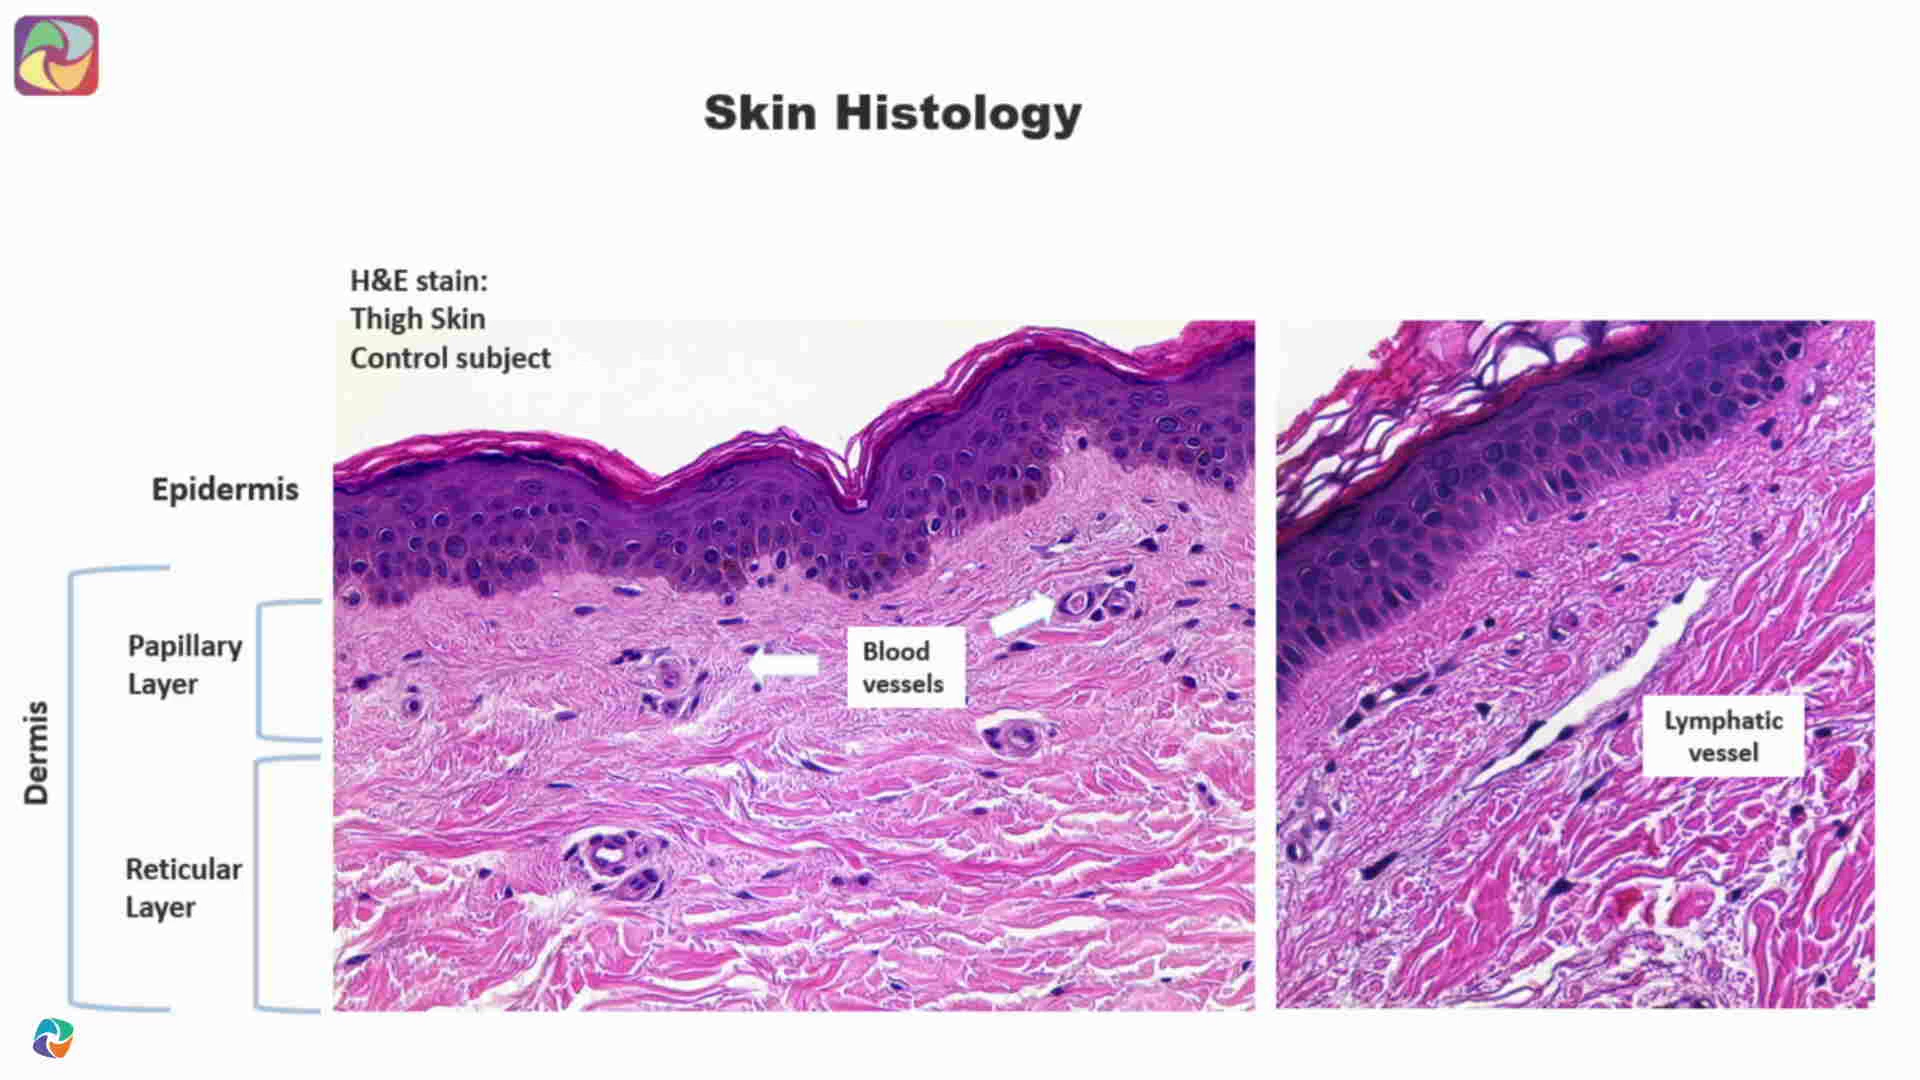 Skin Histology
H&E stain:
Thigh Skin
Control subject
Epidermis
Dermis
Papillary
Layer
Reticular
Layer
Blood
vessels
Lymphatic
vessel